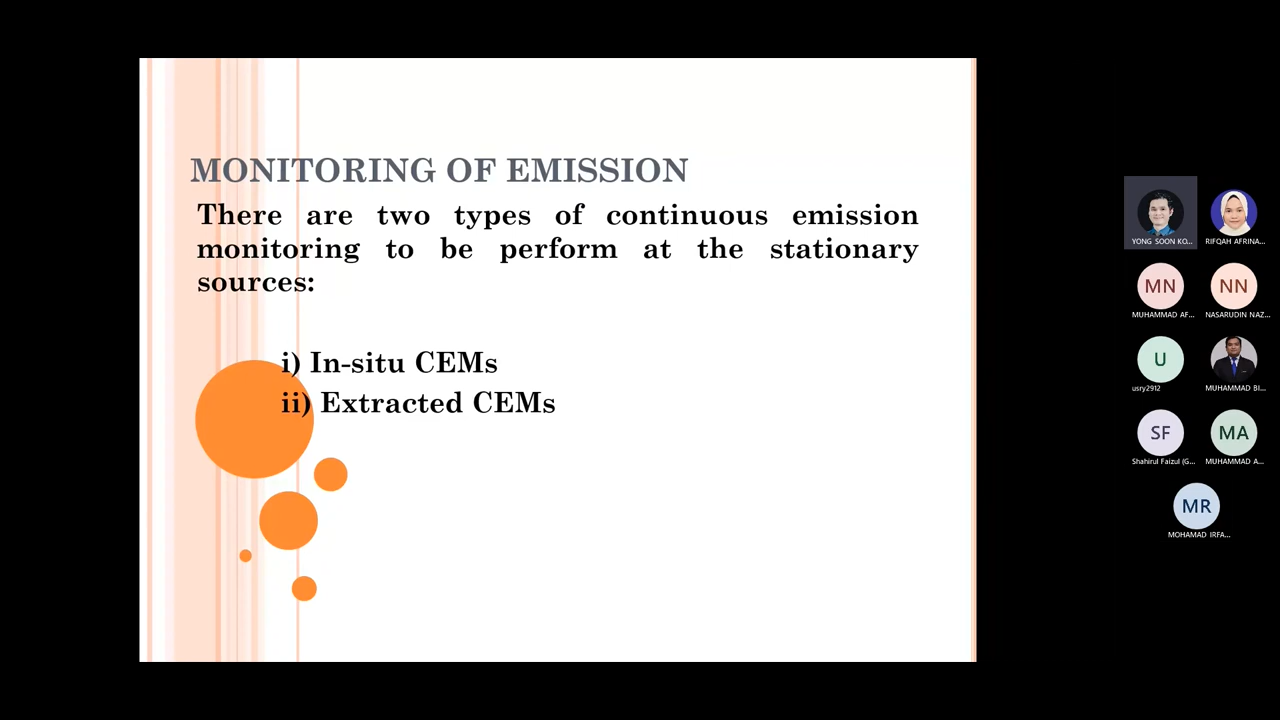 MONITORING OF EMISSION
There are two types of continuous emission
monitoring to be perform at the stationary
sources:
i) In-situ CEMs
ii) Extracted CEMs
YONG SOON KO...
RIFQAH AFRINA...
MN
MUHAMMAD AF...
NN
NASARUDIN NAZ...
U
usry2912
MUHAMMAD BI...
SF
Shahirul Faizul (G...
MA
MUHAMMAD A...
MR
MOHAMAD IRFA...